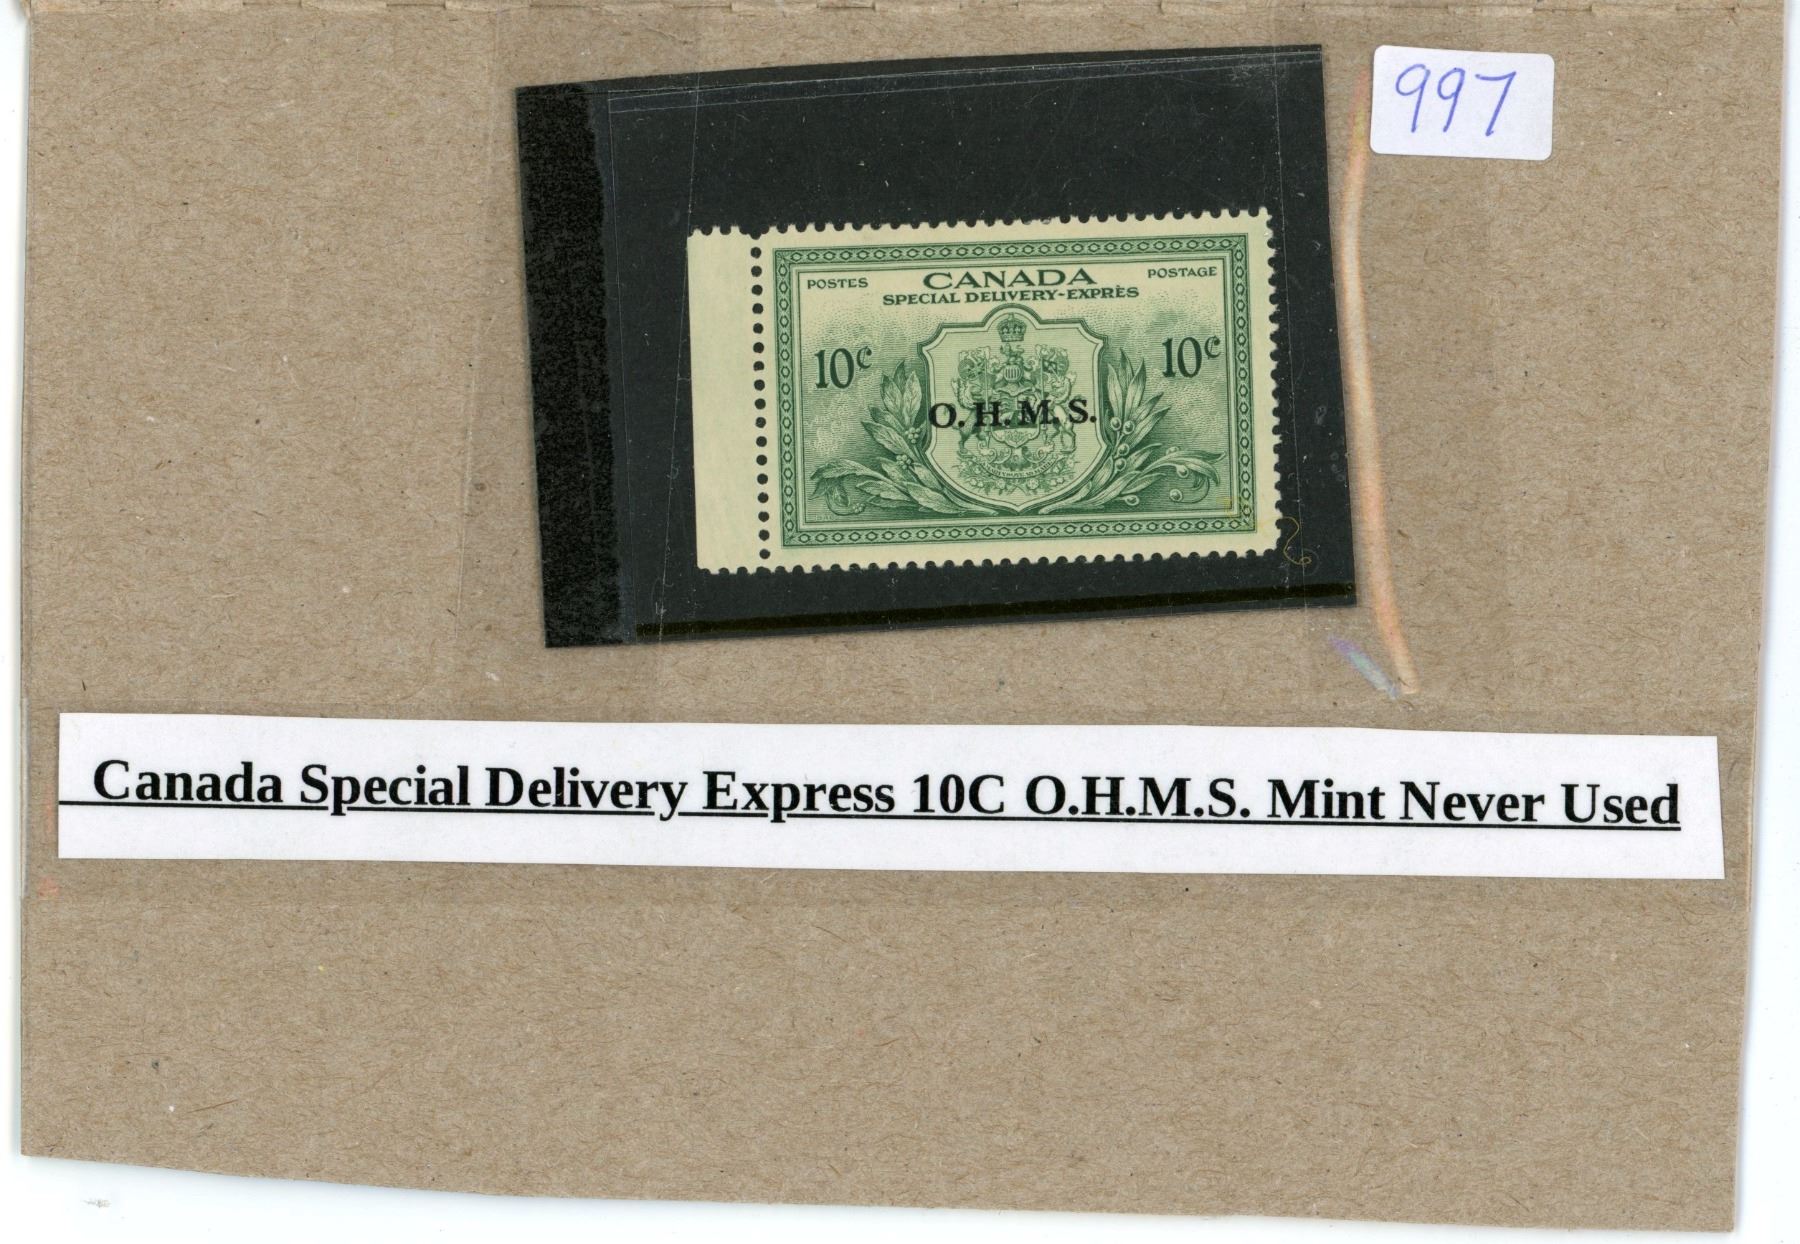 997
POSTES CANADA POSTAGE
SPECIAL DELIVERY-EXPRÈS
10¢ 10¢
O.H.M.S.
Canada Special Delivery Express 10C O.H.M.S. Mint Never Used